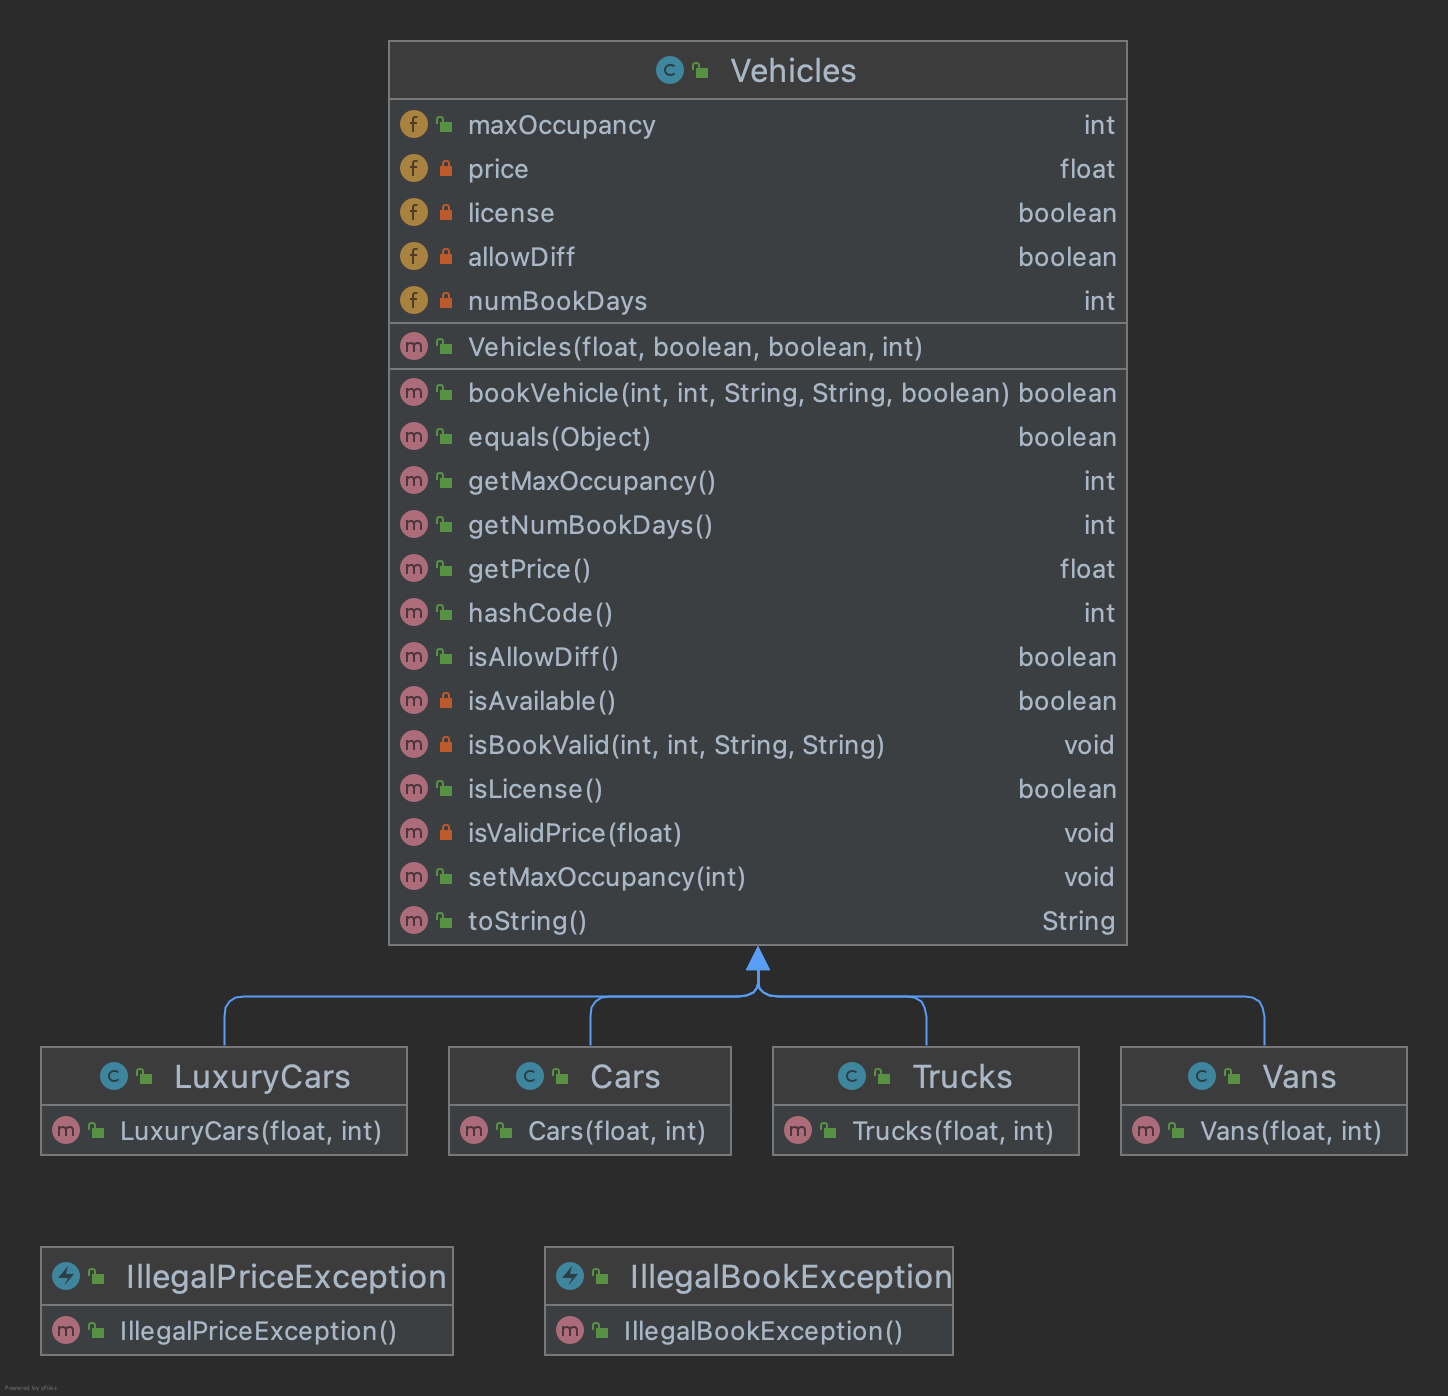 Vehicles
maxOccupancy int
price float
license boolean
allowDiff boolean
numBookDays int
Vehicles(float, boolean, boolean, int)
bookVehicle(int, int, String, String, boolean) boolean
equals(Object) boolean
getMaxOccupancy() int
getNumBookDays() int
getPrice() float
hashCode() int
isAllowDiff() boolean
isAvailable() boolean
isBookValid(int, int, String, String) void
isLicense() boolean
isValidPrice(float) void
setMaxOccupancy(int) void
toString() String
LuxuryCars
LuxuryCars(float, int)
Cars
Cars(float, int)
Trucks
Trucks(float, int)
Vans
Vans(float, int)
IllegalPriceException
IllegalPriceException()
IllegalBookException
IllegalBookException()
Powered by yFiles